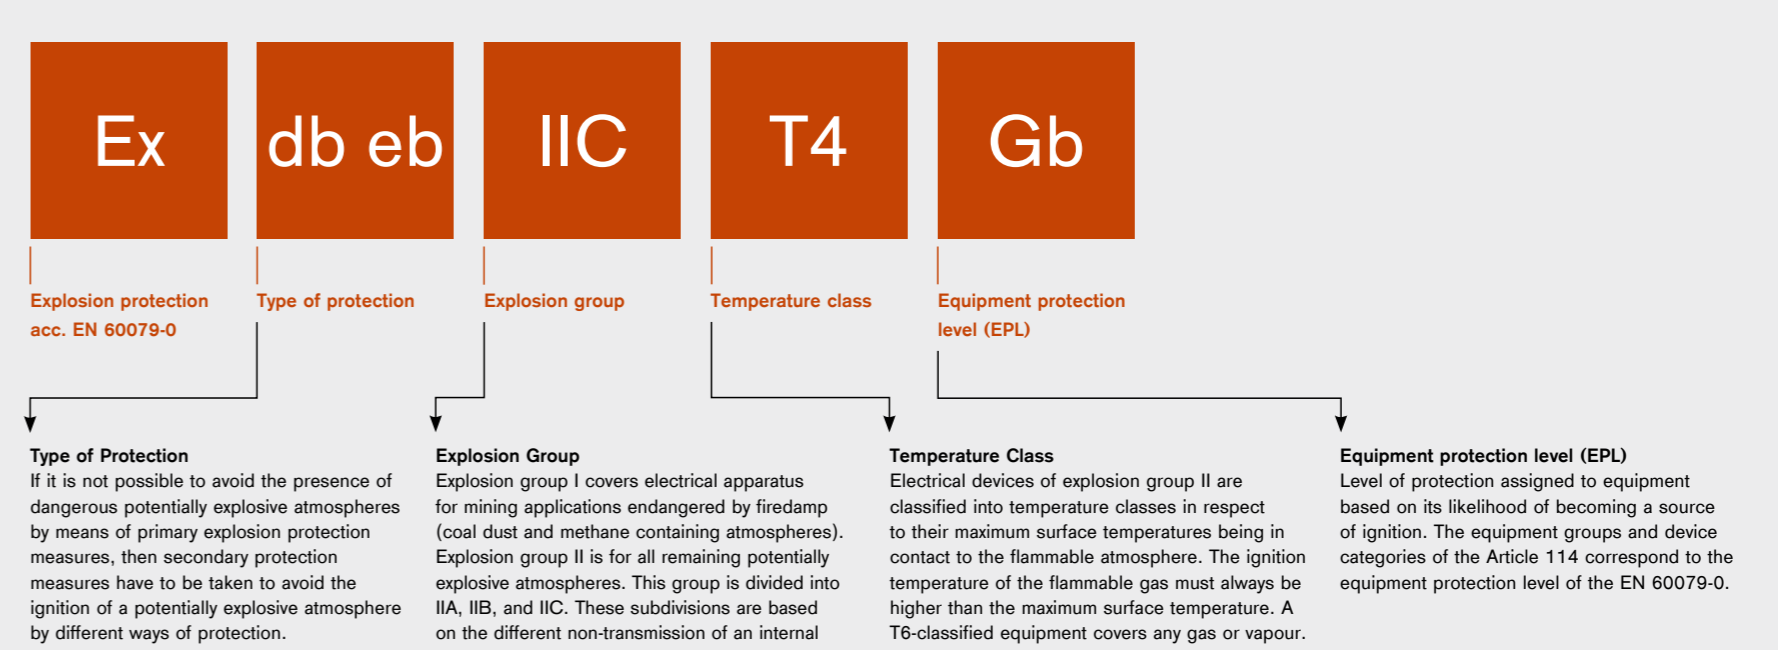 Ex
db eb
IIC
T4
Gb
Explosion protection
acc. EN 60079-0
Type of protection
Explosion group
Temperature class
Equipment protection
level (EPL)
Type of Protection
If it is not possible to avoid the presence of
dangerous potentially explosive atmospheres
by means of primary explosion protection
measures, then secondary protection
measures have to be taken to avoid the
ignition of a potentially explosive atmosphere
by different ways of protection.
Explosion Group
Explosion group I covers electrical apparatus
for mining applications endangered by firedamp
(coal dust and methane containing atmospheres).
Explosion group II is for all remaining potentially
explosive atmospheres. This group is divided into
IIA, IIB, and IIC. These subdivisions are based
on the different non-transmission of an internal
Temperature Class
Electrical devices of explosion group II are
classified into temperature classes in respect
to their maximum surface temperatures being in
contact to the flammable atmosphere. The ignition
temperature of the flammable gas must always be
higher than the maximum surface temperature. A
T6-classified equipment covers any gas or vapour.
Equipment protection level (EPL)
Level of protection assigned to equipment
based on its likelihood of becoming a source
of ignition. The equipment groups and device
categories of the Article 114 correspond to the
equipment protection level of the EN 60079-0.